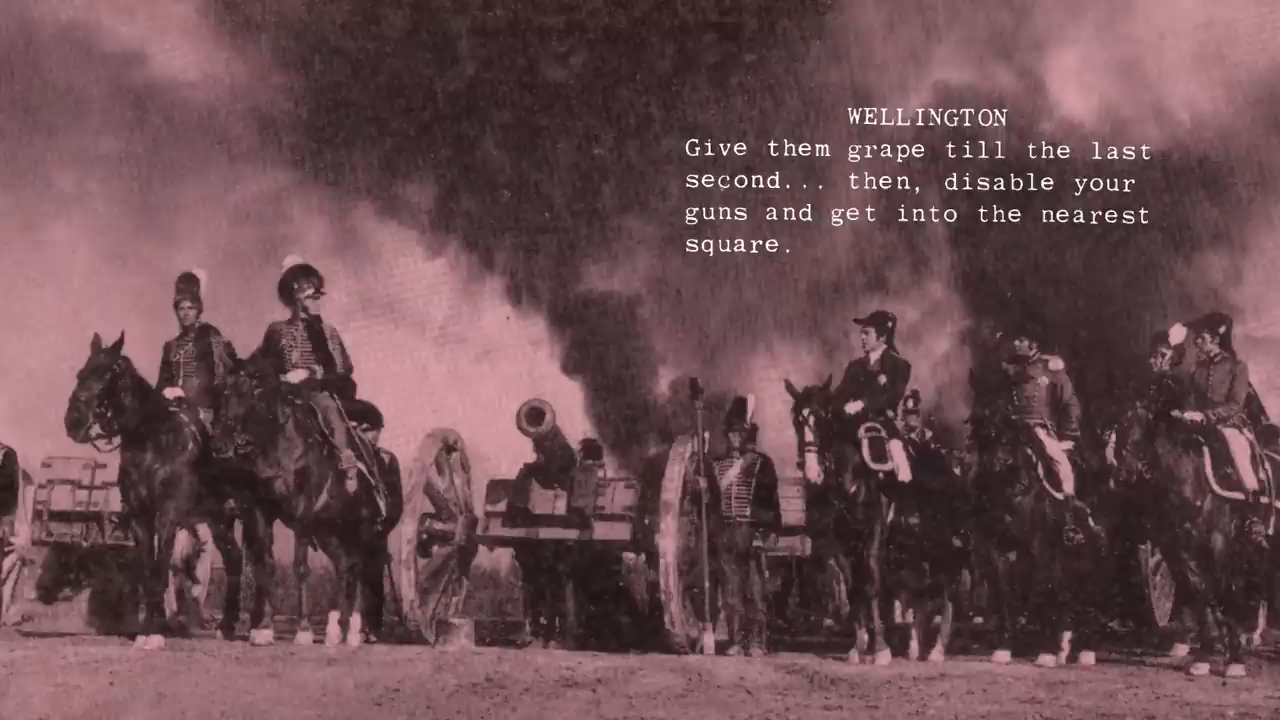 WELLINGTON
Give them grape till the last
second... then, disable your
guns and get into the nearest
square.